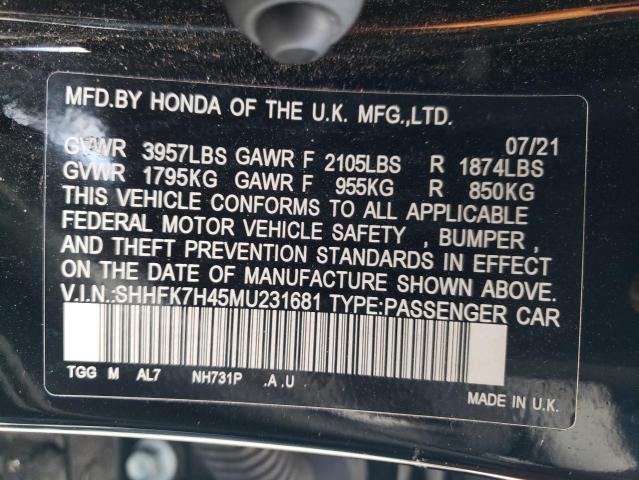 MFD.BY HONDA OF THE U.K. MFG.,LTD.
07/21
GVWR 3957LBS GAWR F 2105LBS R 1874LBS
GVWR 1795KG GAWR F 955KG R 850KG
THIS VEHICLE CONFORMS TO ALL APPLICABLE
FEDERAL MOTOR VEHICLE SAFETY , BUMPER ,
AND THEFT PREVENTION STANDARDS IN EFFECT
ON THE DATE OF MANUFACTURE SHOWN ABOVE.
V.I.N.:SHHFK7H45MU231681 TYPE:PASSENGER CAR
TGG M AL7 NH731P .A .U
MADE IN U.K.